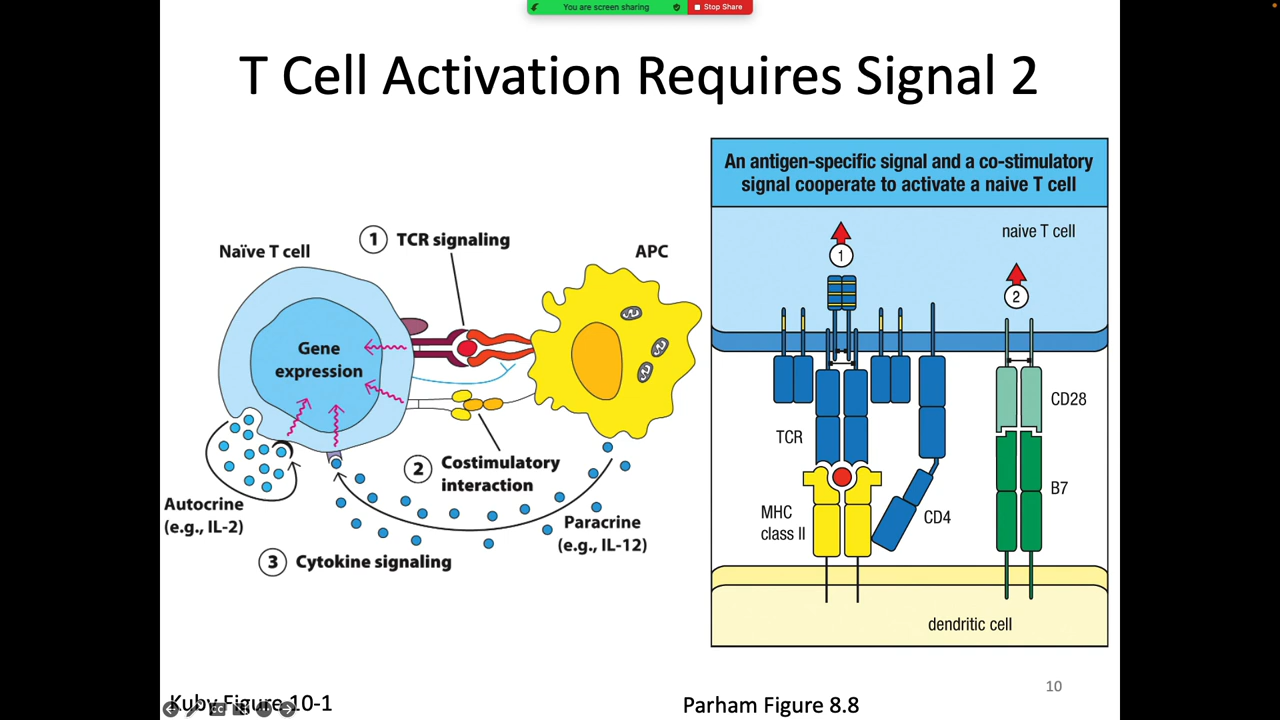 You are screen sharing
Stop Share
T Cell Activation Requires Signal 2
1 TCR signaling
Naïve T cell
APC
Gene
expression
2 Costimulatory
interaction
Autocrine
(e.g., IL-2)
Paracrine
(e.g., IL-12)
3 Cytokine signaling
Kuby Figure 10-1
An antigen-specific signal and a co-stimulatory
signal cooperate to activate a naive T cell
naive T cell
1
2
CD28
TCR
B7
MHC
class II
CD4
dendritic cell
10
Parham Figure 8.8